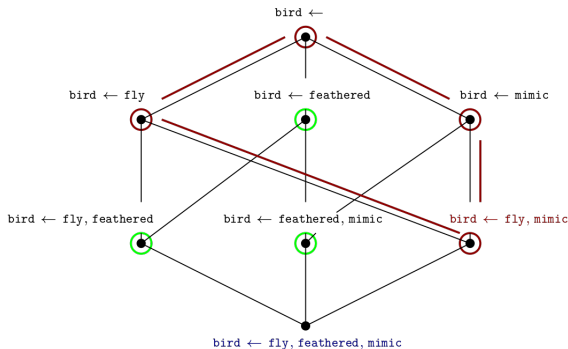 bird ←
bird ← fly
bird ← feathered
bird ← mimic
bird ← fly, feathered
bird ← feathered, mimic
bird ← fly, mimic
bird ← fly, feathered, mimic